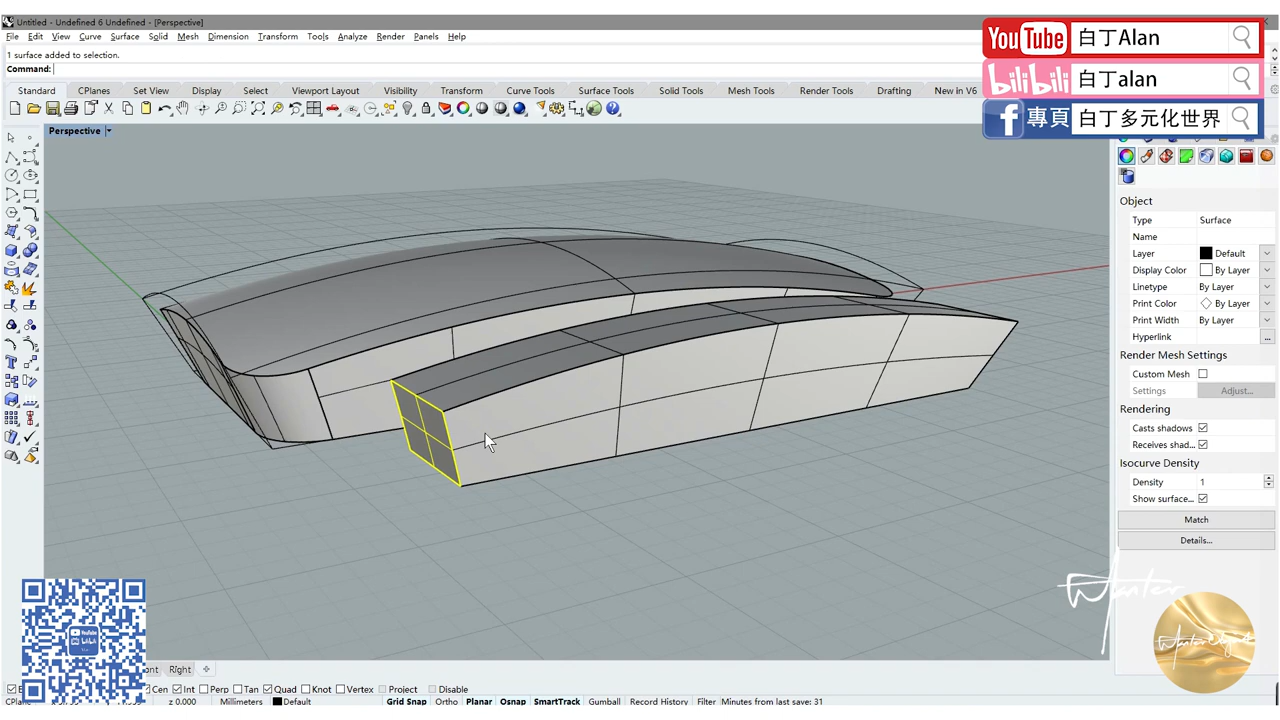 Untitled - Undefined 6 Undefined - [Perspective]
File Edit View Curve Surface Solid Mesh Dimension Transform Tools Analyze Render Panels Help
1 surface added to selection.
Command:
YouTube 白丁Alan
bilibili 白丁alan
f 專頁 白丁多元化世界
Standard CPlanes Set View Display Select Viewport Layout Visibility Transform Curve Tools Surface Tools Solid Tools Mesh Tools Render Tools Drafting New in V6
Perspective
Object
Type Surface
Name
Layer Default
Display Color By Layer
Linetype By Layer
Print Color By Layer
Print Width By Layer
Hyperlink ...
Render Mesh Settings
Custom Mesh
Settings Adjust...
Rendering
Casts shadows
Receives shad...
Isocurve Density
Density 1
Show surface...
Match
Details...
YouTube
Right
Cen Int Perp Tan Quad Knot Vertex Project Disable
z 0.000 Millimeters Default Grid Snap Ortho Planar Osnap SmartTrack Gumball Record History Filter Minutes from last save: 31